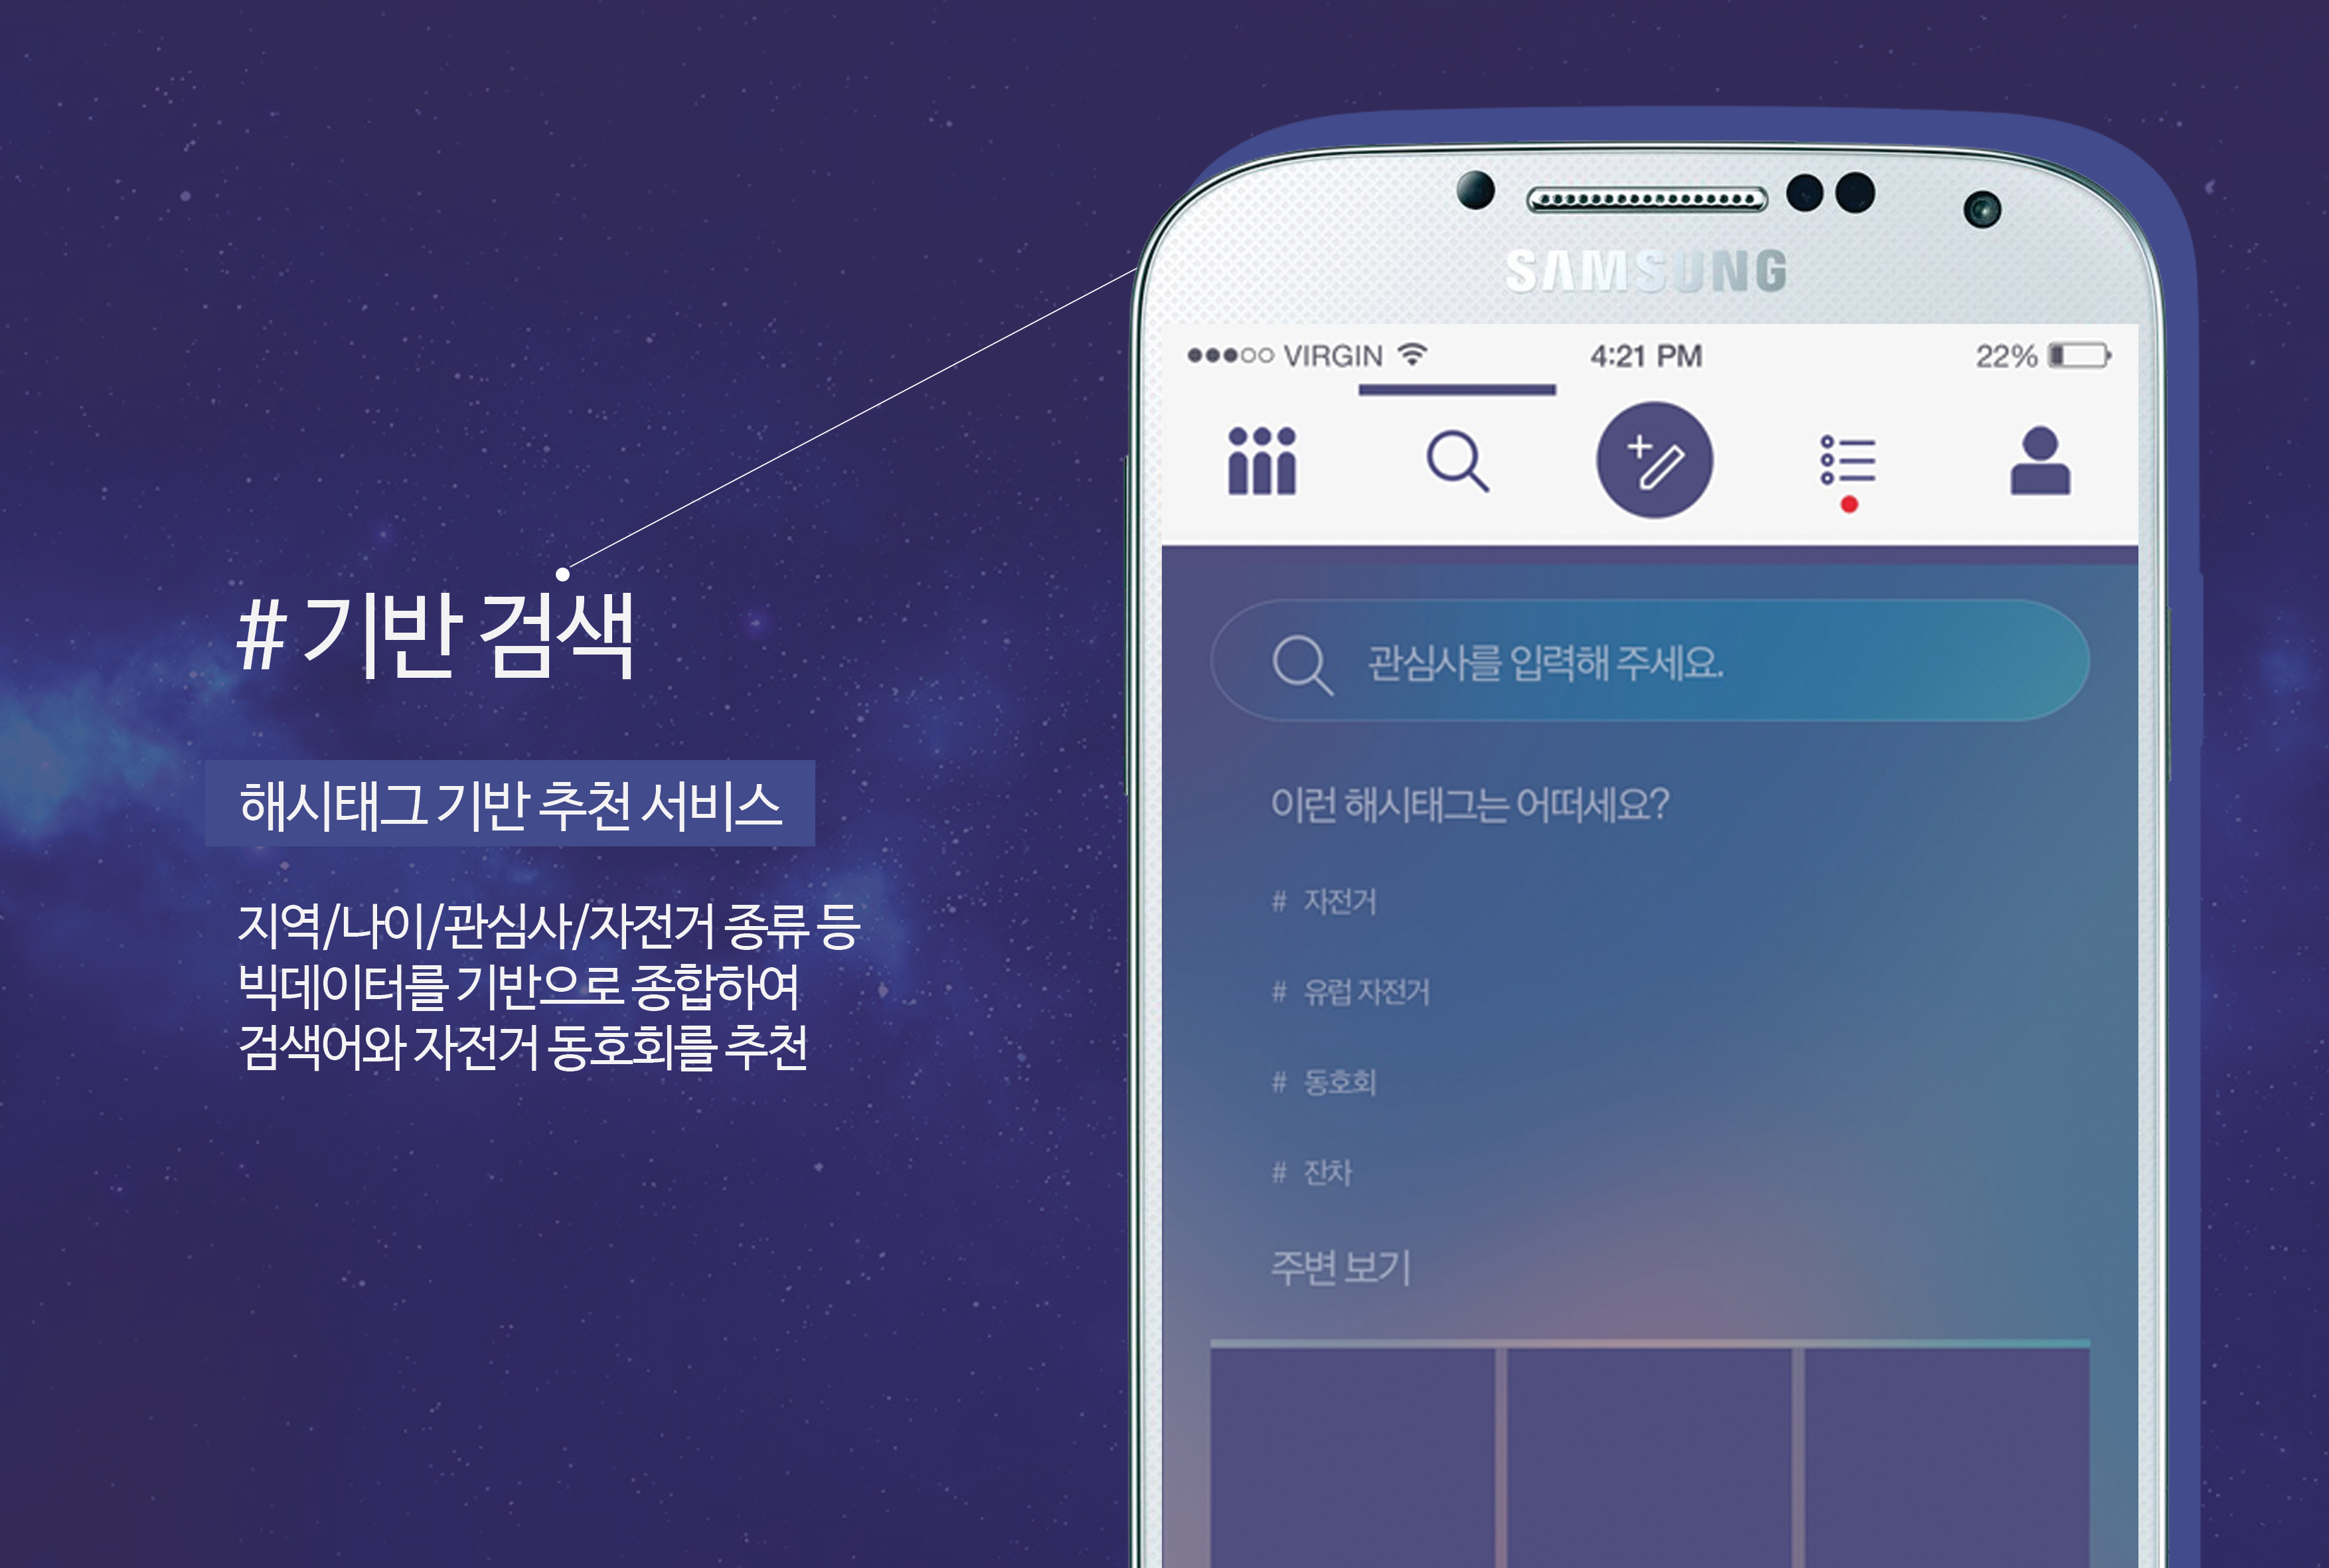 # 기반 검색
해시태그 기반 추천 서비스
지역/나이/관심사/자전거 종류 등
빅데이터를 기반으로 종합하여
검색어와 자전거 동호회를 추천
SAMSUNG
VIRGIN 4:21 PM 22%
관심사를 입력해 주세요.
이런 해시태그는 어떠세요?
# 자전거
# 유럽 자전거
# 동호회
# 잔차
주변 보기